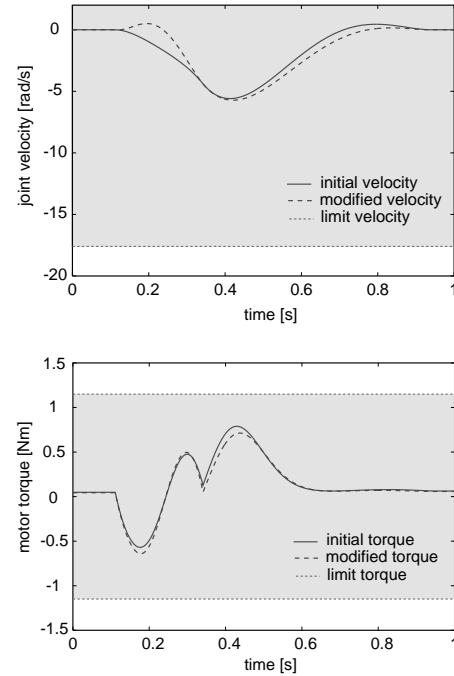 0
-5
-10
-15
-20
joint velocity [rad/s]
initial velocity
modified velocity
limit velocity
0 0.2 0.4 0.6 0.8 1
time [s]
1.5
1
0.5
0
-0.5
-1
-1.5
motor torque [Nm]
initial torque
modified torque
limit torque
0 0.2 0.4 0.6 0.8 1
time [s]